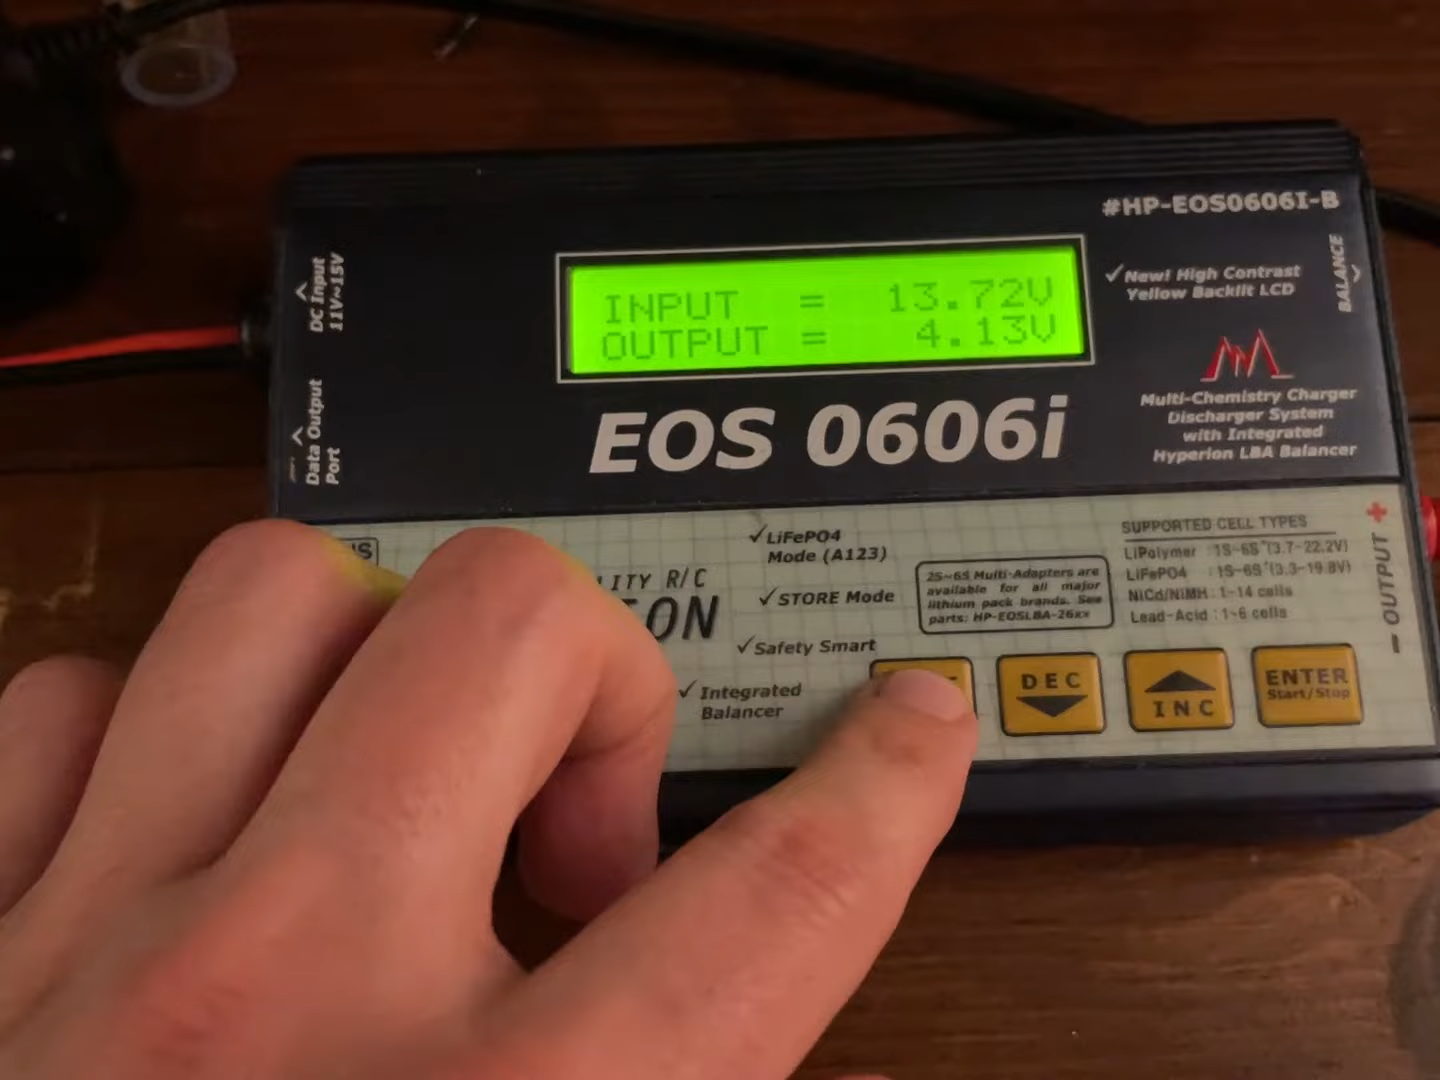 #HP-EOS0606I-B
DC Input
11V~15V
INPUT = 13.72V
OUTPUT = 4.13V
✓New! High Contrast
Yellow Backlit LCD
BALANCE
Data Output
Port
EOS 0606i
Multi-Chemistry Charger
Discharger System
with Integrated
Hyperion LBA Balancer
✓LiFePO4
Mode (A123)
✓STORE Mode
✓Safety Smart
✓Integrated
Balancer
R/C
2S~6S Multi-Adapters are
available for all major
lithium pack brands. See
parts: HP-EOSLBA-26xx
SUPPORTED CELL TYPES
LiPolymer : 1S~6S (3.7-22.2V)
LiFePO4 : 1S~6S (3.3-19.8V)
NiCd/NiMH : 1-14 cells
Lead-Acid : 1-6 cells
- OUTPUT +
DEC
INC
ENTER
Start/Stop